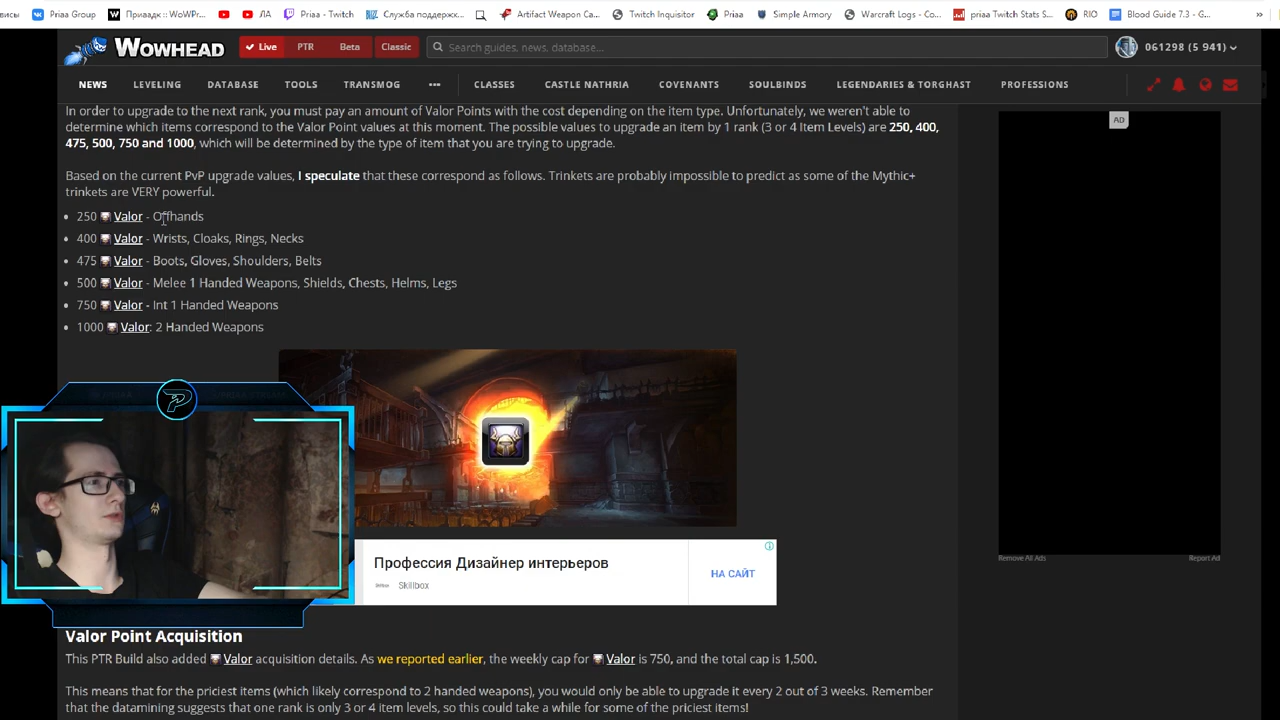 висы Priaa Group Приваdк :: WoWPr... ЛА Priaa - Twitch Служба поддержк... Artifact Weapon Ca... Twitch Inquisitor Priaa Simple Armory Warcraft Logs - Co... priaa Twitch Stats S... RIO Blood Guide 7.3 - G... »
WOWHEAD Live PTR Beta Classic Search guides, news, database... 061298 (5 941)
NEWS LEVELING DATABASE TOOLS TRANSMOG ••• CLASSES CASTLE NATHRIA COVENANTS SOULBINDS LEGENDARIES & TORGHAST PROFESSIONS
In order to upgrade to the next rank, you must pay an amount of Valor Points with the cost depending on the item type. Unfortunately, we weren't able to
determine which items correspond to the Valor Point values at this moment. The possible values to upgrade an item by 1 rank (3 or 4 Item Levels) are 250, 400,
475, 500, 750 and 1000, which will be determined by the type of item that you are trying to upgrade.
Based on the current PvP upgrade values, I speculate that these correspond as follows. Trinkets are probably impossible to predict as some of the Mythic+
trinkets are VERY powerful.
• 250 Valor - Offhands
• 400 Valor - Wrists, Cloaks, Rings, Necks
• 475 Valor - Boots, Gloves, Shoulders, Belts
• 500 Valor - Melee 1 Handed Weapons, Shields, Chests, Helms, Legs
• 750 Valor - Int 1 Handed Weapons
• 1000 Valor: 2 Handed Weapons
AD
Remove All Ads Report Ad
Профессия Дизайнер интерьеров
Skillbox
НА САЙТ
Valor Point Acquisition
This PTR Build also added Valor acquisition details. As we reported earlier, the weekly cap for Valor is 750, and the total cap is 1,500.
This means that for the priciest items (which likely correspond to 2 handed weapons), you would only be able to upgrade it every 2 out of 3 weeks. Remember
that the datamining suggests that one rank is only 3 or 4 item levels, so this could take a while for some of the priciest items!